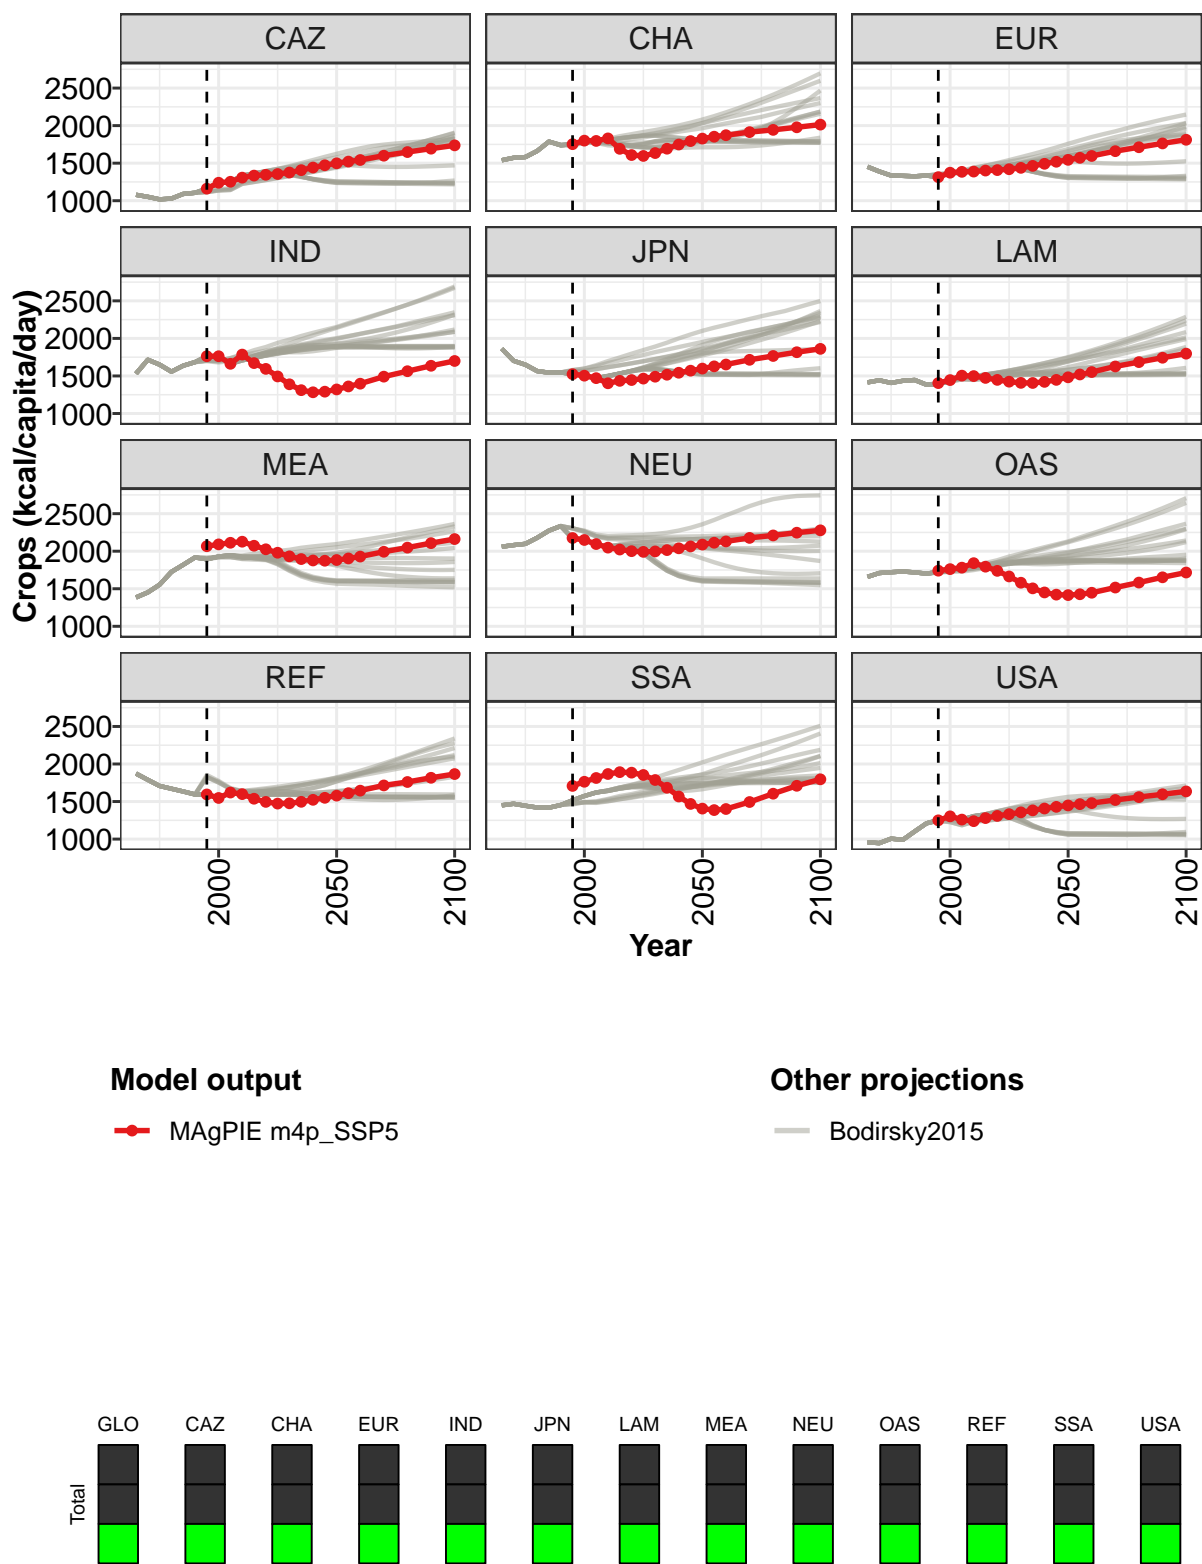 CAZ CHA EUR
2500
2000
1500
1000
IND JPN LAM
2500
2000
1500
1000
MEA NEU OAS
2500
2000
1500
1000
REF SSA USA
2500
2000
1500
1000
Crops (kcal/capita/day)
2000 2050 2100 2000 2050 2100 2000 2050 2100
Year
Model output Other projections
MAgPIE m4p_SSP5 Bodirsky2015
GLO CAZ CHA EUR IND JPN LAM MEA NEU OAS REF SSA USA
Total